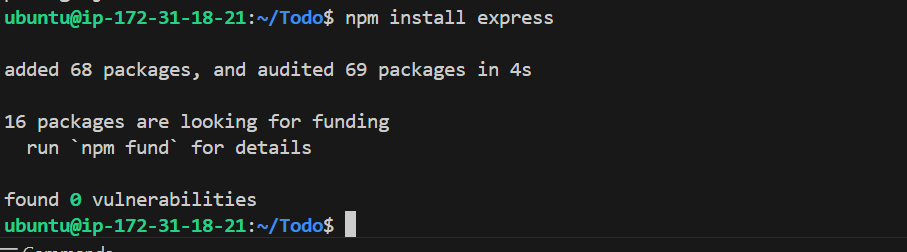 ubuntu@ip-172-31-18-21:~/Todo$ npm install express
added 68 packages, and audited 69 packages in 4s
16 packages are looking for funding
  run `npm fund` for details
found 0 vulnerabilities
ubuntu@ip-172-31-18-21:~/Todo$